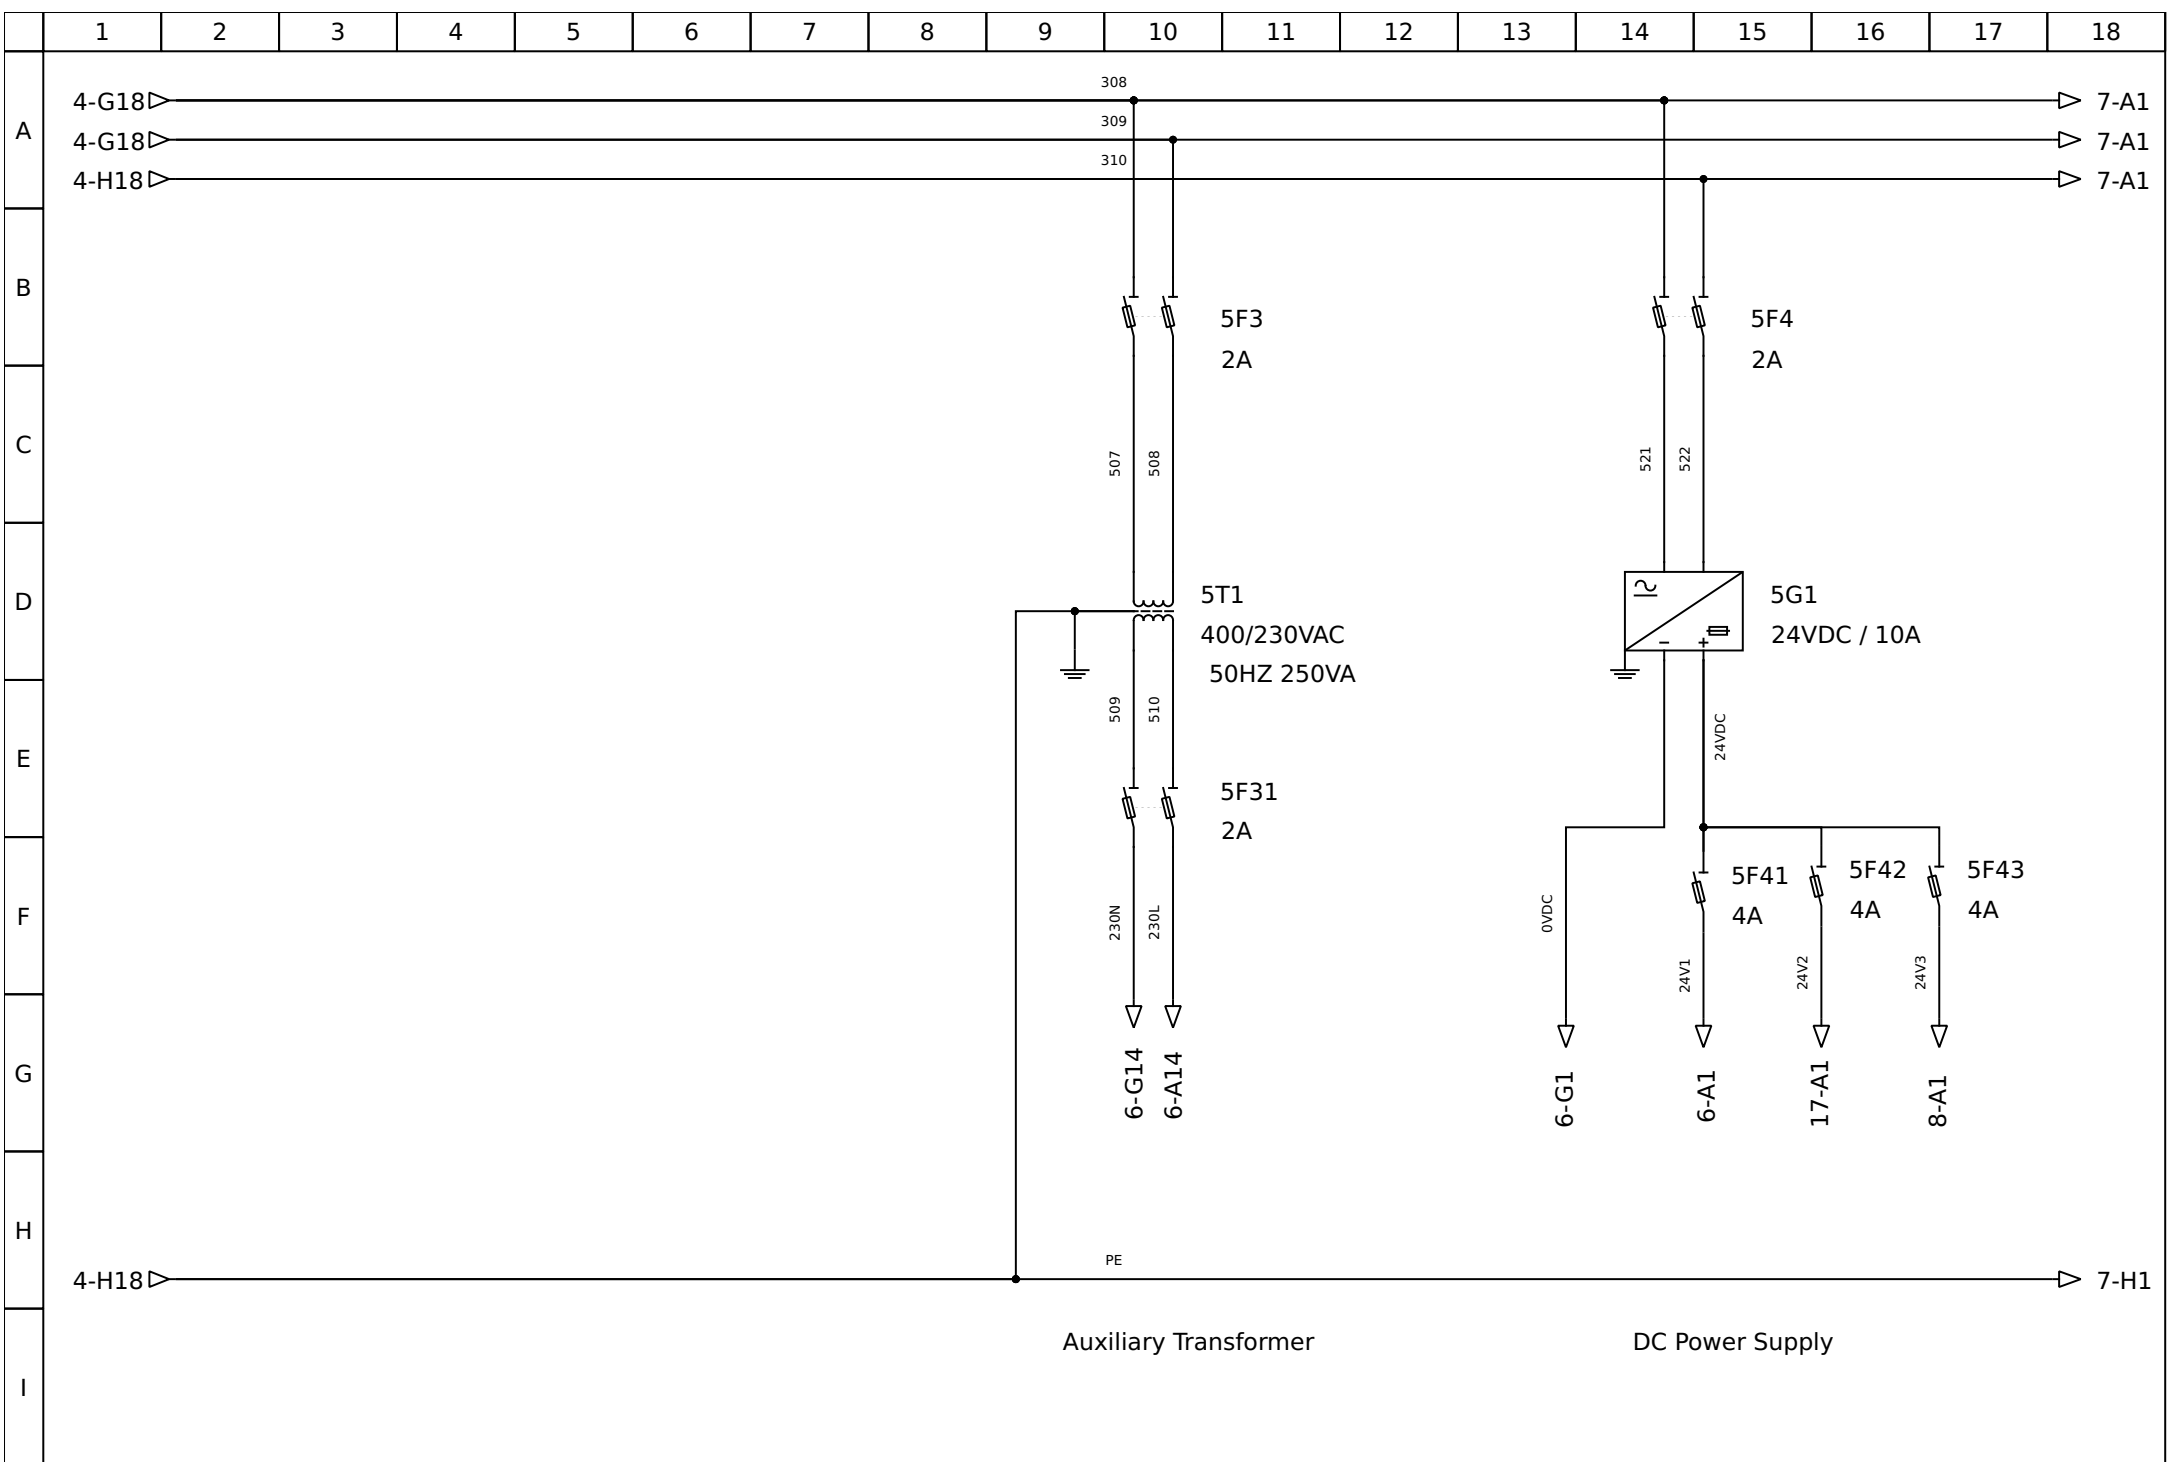 1 2 3 4 5 6 7 8 9 10 11 12 13 14 15 16 17 18
A
308
4-G18 7-A1
309
4-G18 7-A1
310
4-H18 7-A1
B
5F3 5F4
2A 2A
C
507 508 521 522
D
5T1 5G1
400/230VAC 24VDC / 10A
50HZ 250VA
- +
509 510 24VDC
E
5F31
2A
5F41 5F42 5F43
4A 4A 4A
F
230N 230L 0VDC
24V1 24V2 24V3
G
6-G14 6-A14 6-G1 6-A1 17-A1 8-A1
H
PE
4-H18 7-H1
Auxiliary Transformer DC Power Supply
I